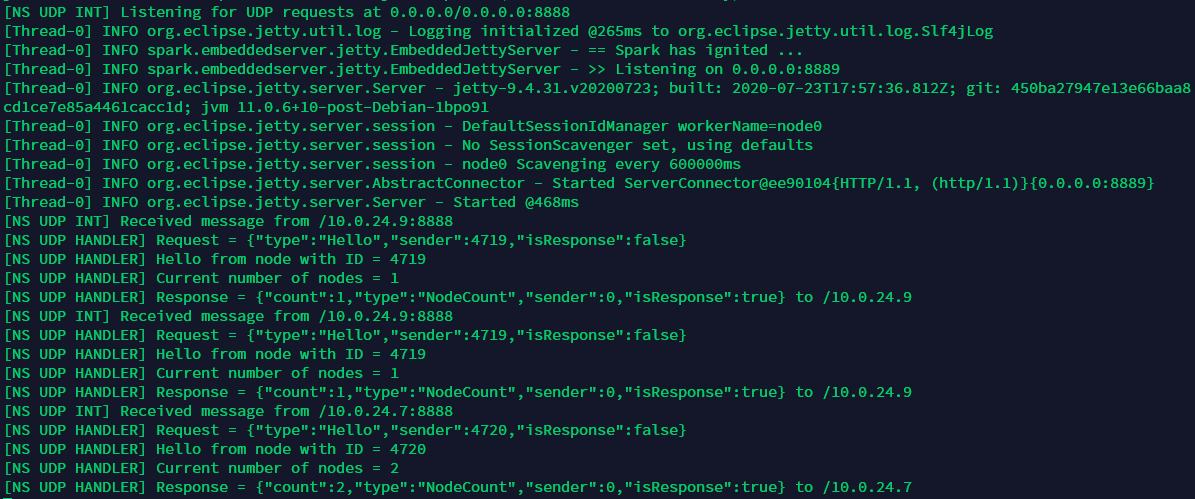 [NS UDP INT] Listening for UDP requests at 0.0.0.0/0.0.0.0:8888
[Thread-0] INFO org.eclipse.jetty.util.log - Logging initialized @265ms to org.eclipse.jetty.util.log.Slf4jLog
[Thread-0] INFO spark.embeddedserver.jetty.EmbeddedJettyServer - == Spark has ignited ...
[Thread-0] INFO spark.embeddedserver.jetty.EmbeddedJettyServer - >> Listening on 0.0.0.0:8889
[Thread-0] INFO org.eclipse.jetty.server.Server - jetty-9.4.31.v20200723; built: 2020-07-23T17:57:36.812Z; git: 450ba27947e13e66baa8
cd1ce7e85a4461cacc1d; jvm 11.0.6+10-post-Debian-1bpo91
[Thread-0] INFO org.eclipse.jetty.server.session - DefaultSessionIdManager workerName=node0
[Thread-0] INFO org.eclipse.jetty.server.session - No SessionScavenger set, using defaults
[Thread-0] INFO org.eclipse.jetty.server.session - node0 Scavenging every 600000ms
[Thread-0] INFO org.eclipse.jetty.server.AbstractConnector - Started ServerConnector@ee90104{HTTP/1.1, (http/1.1)}{0.0.0.0:8889}
[Thread-0] INFO org.eclipse.jetty.server.Server - Started @468ms
[NS UDP INT] Received message from /10.0.24.9:8888
[NS UDP HANDLER] Request = {"type":"Hello","sender":4719,"isResponse":false}
[NS UDP HANDLER] Hello from node with ID = 4719
[NS UDP HANDLER] Current number of nodes = 1
[NS UDP HANDLER] Response = {"count":1,"type":"NodeCount","sender":0,"isResponse":true} to /10.0.24.9
[NS UDP INT] Received message from /10.0.24.9:8888
[NS UDP HANDLER] Request = {"type":"Hello","sender":4719,"isResponse":false}
[NS UDP HANDLER] Hello from node with ID = 4719
[NS UDP HANDLER] Current number of nodes = 1
[NS UDP HANDLER] Response = {"count":1,"type":"NodeCount","sender":0,"isResponse":true} to /10.0.24.9
[NS UDP INT] Received message from /10.0.24.7:8888
[NS UDP HANDLER] Request = {"type":"Hello","sender":4720,"isResponse":false}
[NS UDP HANDLER] Hello from node with ID = 4720
[NS UDP HANDLER] Current number of nodes = 2
[NS UDP HANDLER] Response = {"count":2,"type":"NodeCount","sender":0,"isResponse":true} to /10.0.24.7